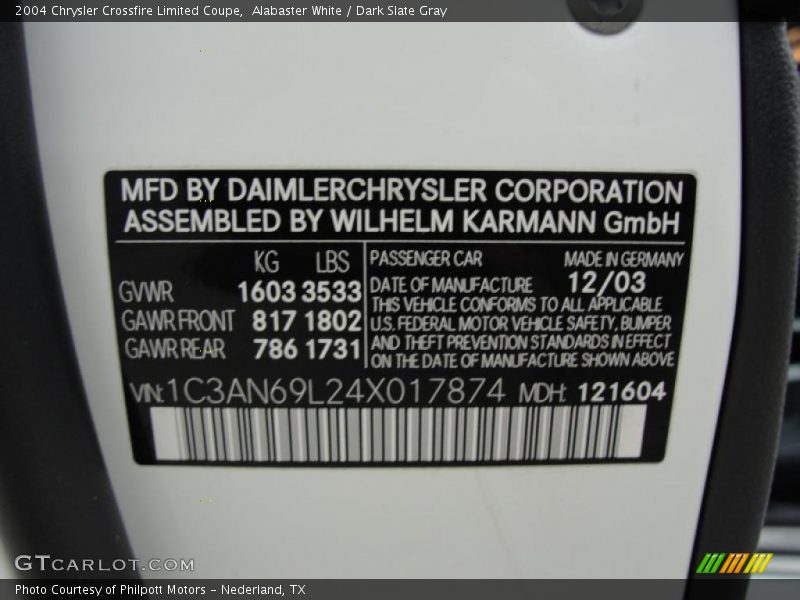 2004 Chrysler Crossfire Limited Coupe,  Alabaster White / Dark Slate Gray
MFD BY DAIMLERCHRYSLER CORPORATION
ASSEMBLED BY WILHELM KARMANN GmbH
KG LBS
GVWR 1603 3533
GAWR FRONT 817 1802
GAWR REAR 786 1731
PASSENGER CAR MADE IN GERMANY
DATE OF MANUFACTURE 12/03
THIS VEHICLE CONFORMS TO ALL APPLICABLE
U.S. FEDERAL MOTOR VEHICLE SAFETY, BUMPER
AND THEFT PREVENTION STANDARDS IN EFFECT
ON THE DATE OF MANUFACTURE SHOWN ABOVE
VIN: 1C3AN69L24X017874 MDH: 121604
GTCARLOT.COM
Photo Courtesy of Philpott Motors - Nederland, TX